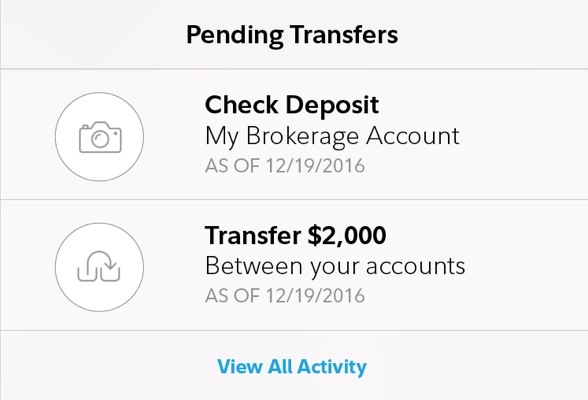 Pending Transfers
Check Deposit
My Brokerage Account
AS OF 12/19/2016
Transfer $2,000
Between your accounts
AS OF 12/19/2016
View All Activity